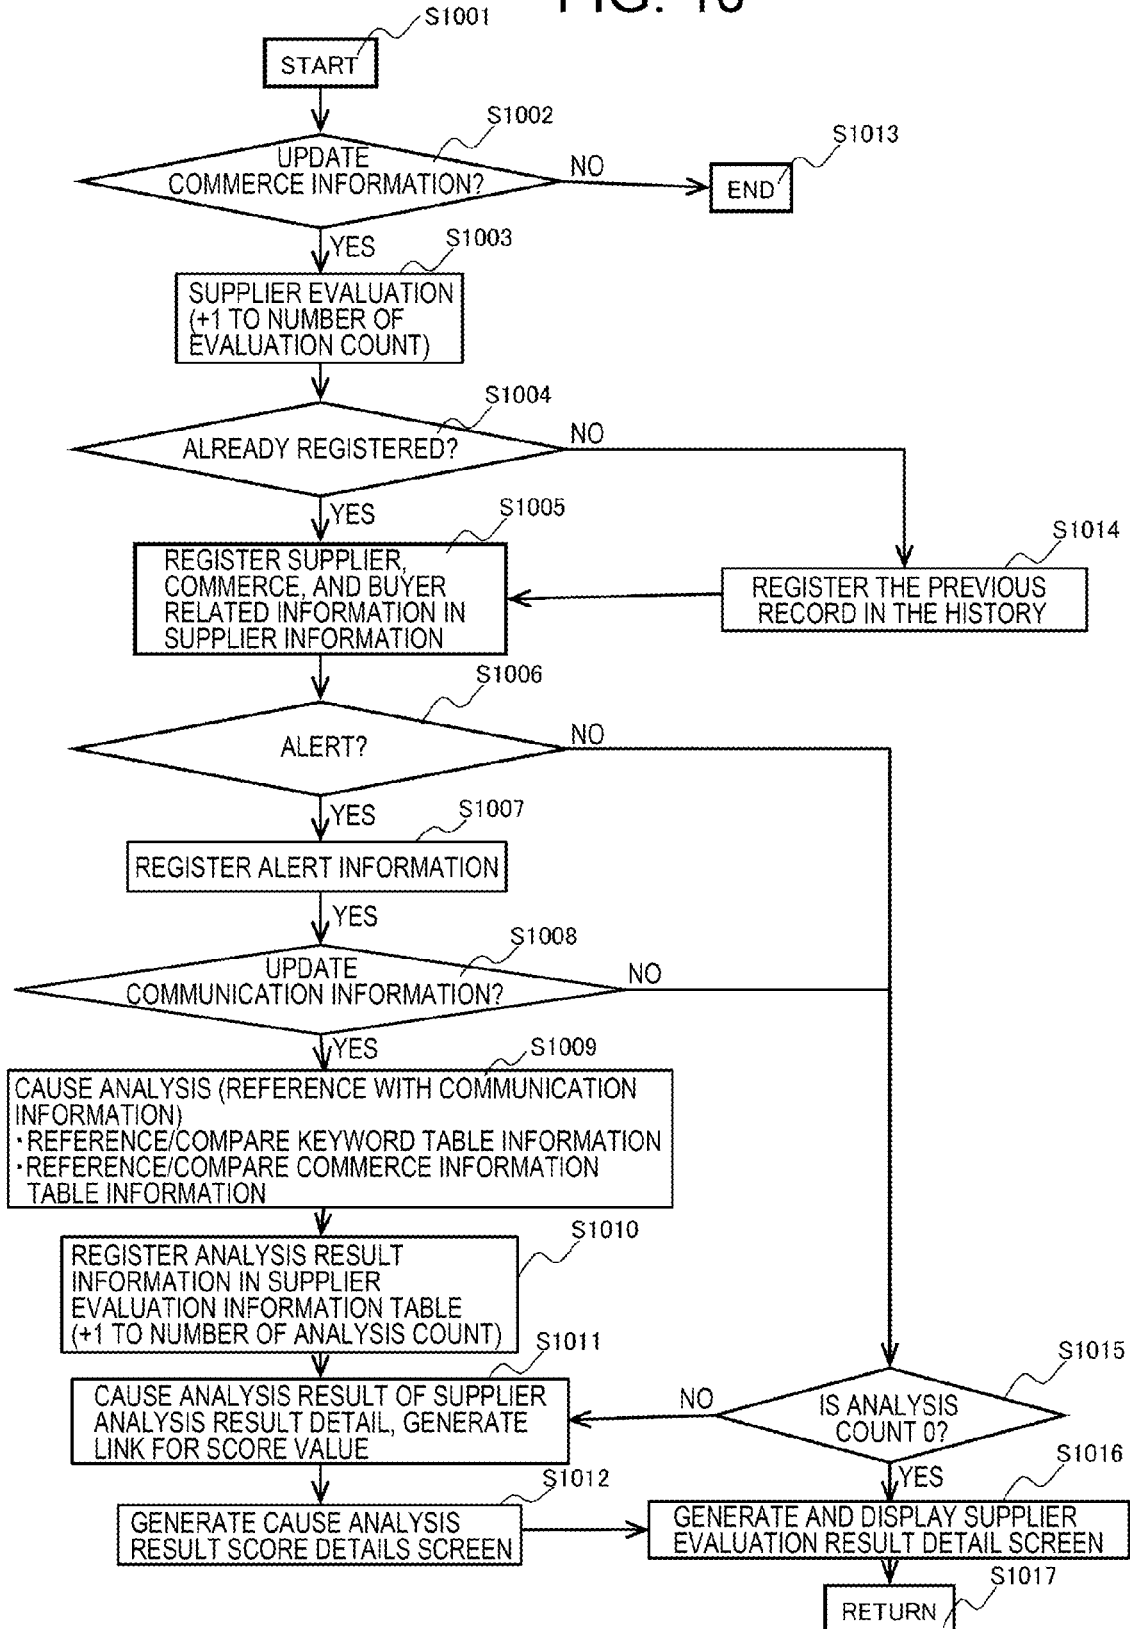 FIG. 10
S1001
START
S1002
UPDATE
COMMERCE INFORMATION?
NO
S1013
END
YES
S1003
SUPPLIER EVALUATION
(+1 TO NUMBER OF
EVALUATION COUNT)
S1004
ALREADY REGISTERED?
NO
YES
S1005
REGISTER SUPPLIER,
COMMERCE, AND BUYER
RELATED INFORMATION IN
SUPPLIER INFORMATION
S1014
REGISTER THE PREVIOUS
RECORD IN THE HISTORY
S1006
ALERT?
NO
YES
S1007
REGISTER ALERT INFORMATION
YES
S1008
UPDATE
COMMUNICATION INFORMATION?
NO
YES
S1009
CAUSE ANALYSIS (REFERENCE WITH COMMUNICATION
INFORMATION)
・REFERENCE/COMPARE KEYWORD TABLE INFORMATION
・REFERENCE/COMPARE COMMERCE INFORMATION
TABLE INFORMATION
S1010
REGISTER ANALYSIS RESULT
INFORMATION IN SUPPLIER
EVALUATION INFORMATION TABLE
(+1 TO NUMBER OF ANALYSIS COUNT)
S1011
CAUSE ANALYSIS RESULT OF SUPPLIER
ANALYSIS RESULT DETAIL, GENERATE
LINK FOR SCORE VALUE
S1015
IS ANALYSIS
COUNT 0?
NO
YES
S1012
GENERATE CAUSE ANALYSIS
RESULT SCORE DETAILS SCREEN
S1016
GENERATE AND DISPLAY SUPPLIER
EVALUATION RESULT DETAIL SCREEN
S1017
RETURN